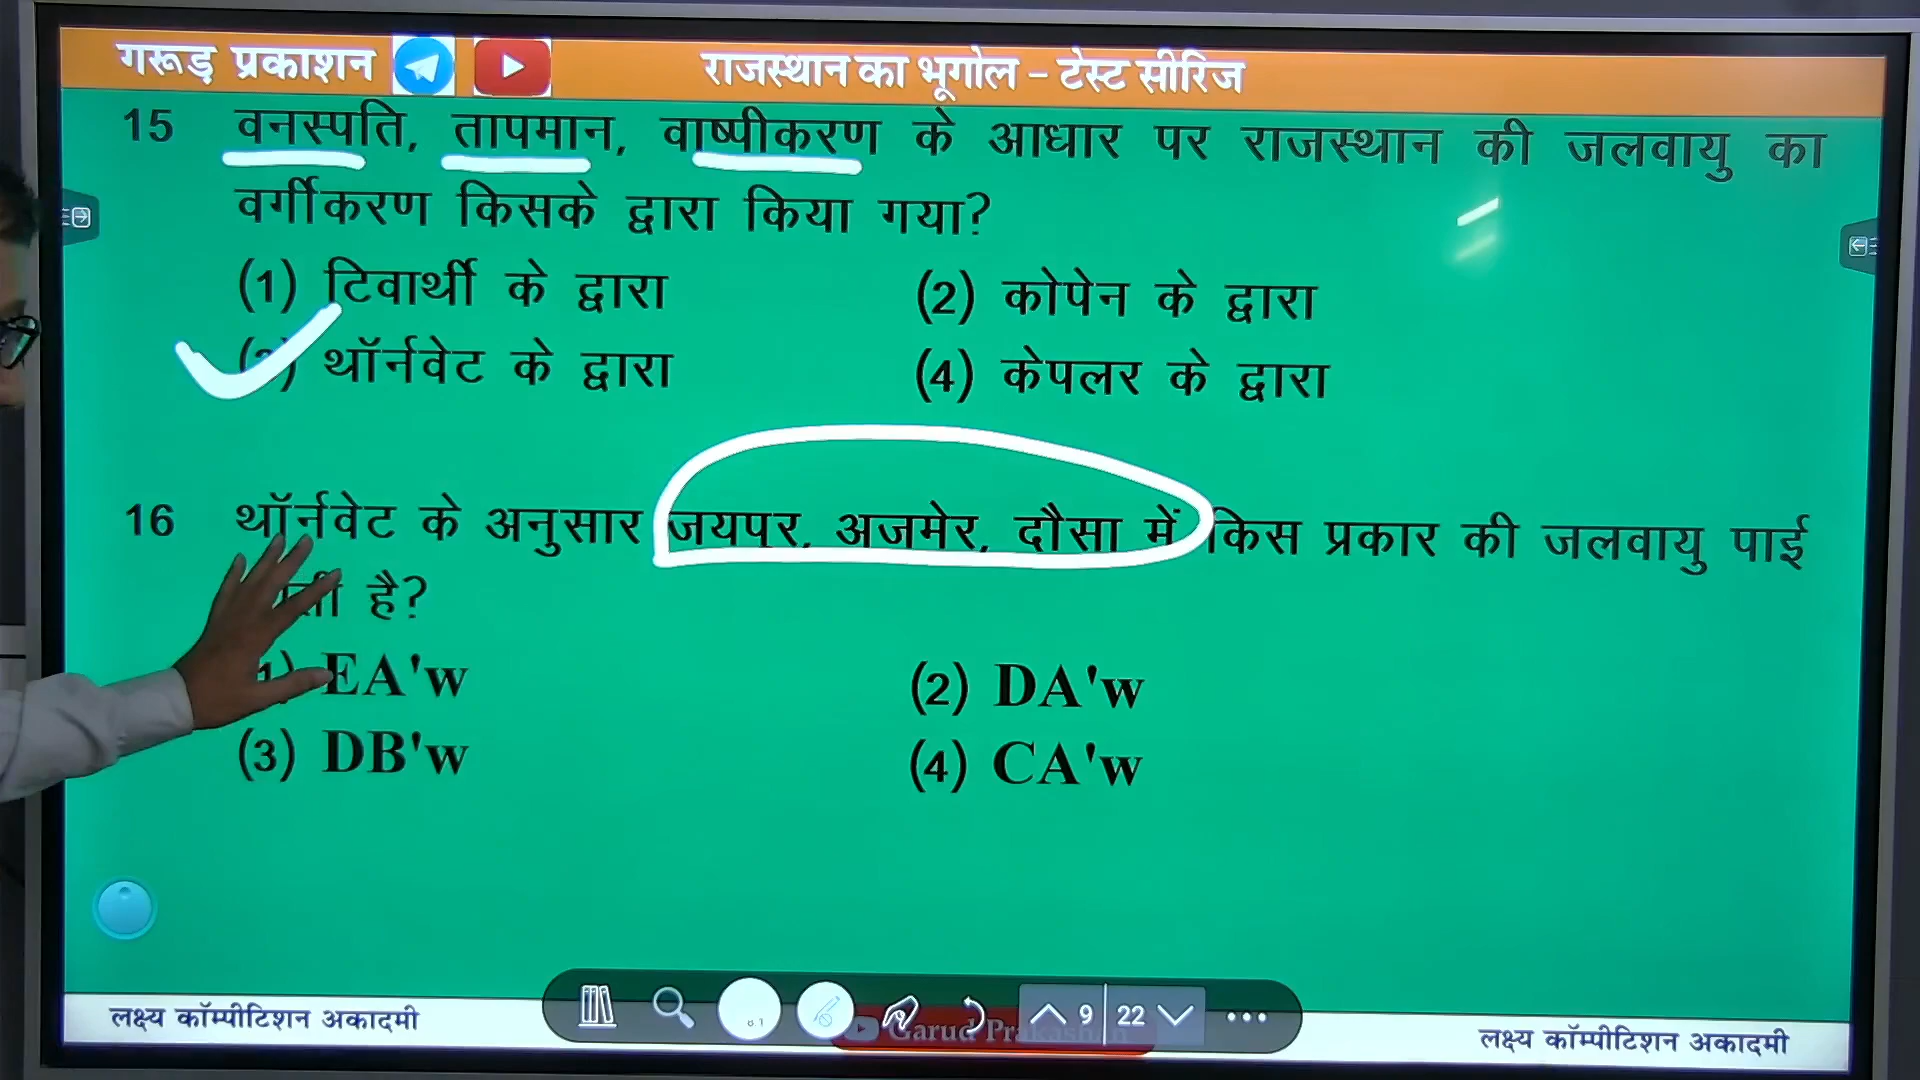 गरूड़ प्रकाशन
राजस्थान का भूगोल – टेस्ट सीरिज
15 वनस्पति, तापमान, वाष्पीकरण के आधार पर राजस्थान की जलवायु का
वर्गीकरण किसके द्वारा किया गया?
(1) टिवार्थी के द्वारा (2) कोपेन के द्वारा
थॉर्नवेट के द्वारा (4) केपलर के द्वारा
16 थॉर्नवेट के अनुसार जयपुर, अजमेर, दौसा में किस प्रकार की जलवायु पाई
है?
EA'w (2) DA'w
(3) DB'w (4) CA'w
9 22
Garud Prakashan
लक्ष्य कॉम्पीटिशन अकादमी
लक्ष्य कॉम्पीटिशन अकादमी